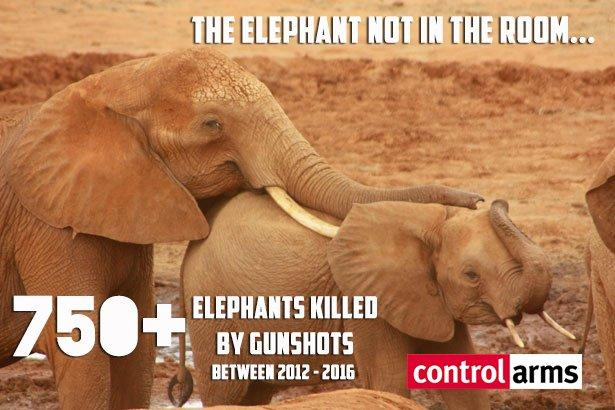 THE ELEPHANT NOT IN THE ROOM...
750+
ELEPHANTS KILLED
BY GUNSHOTS
BETWEEN 2012 - 2016
controlarms